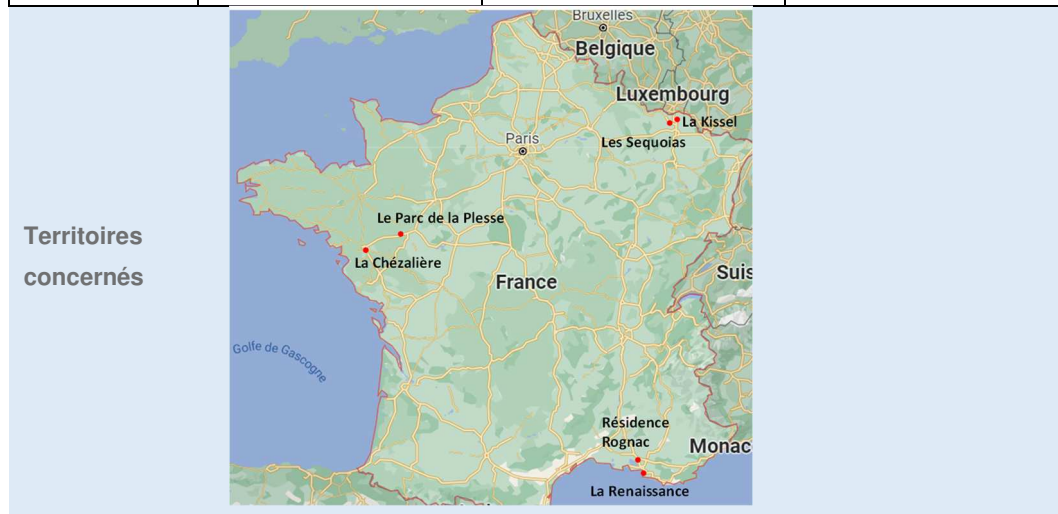 Territoires
concernés
Bruxelles
Belgique
Luxembourg
La Kissel
Les Sequoias
Paris
Le Parc de la Plesse
La Chézalière
France
Suis
Golfe de Gascogne
Résidence
Rognac
Monac
La Renaissance